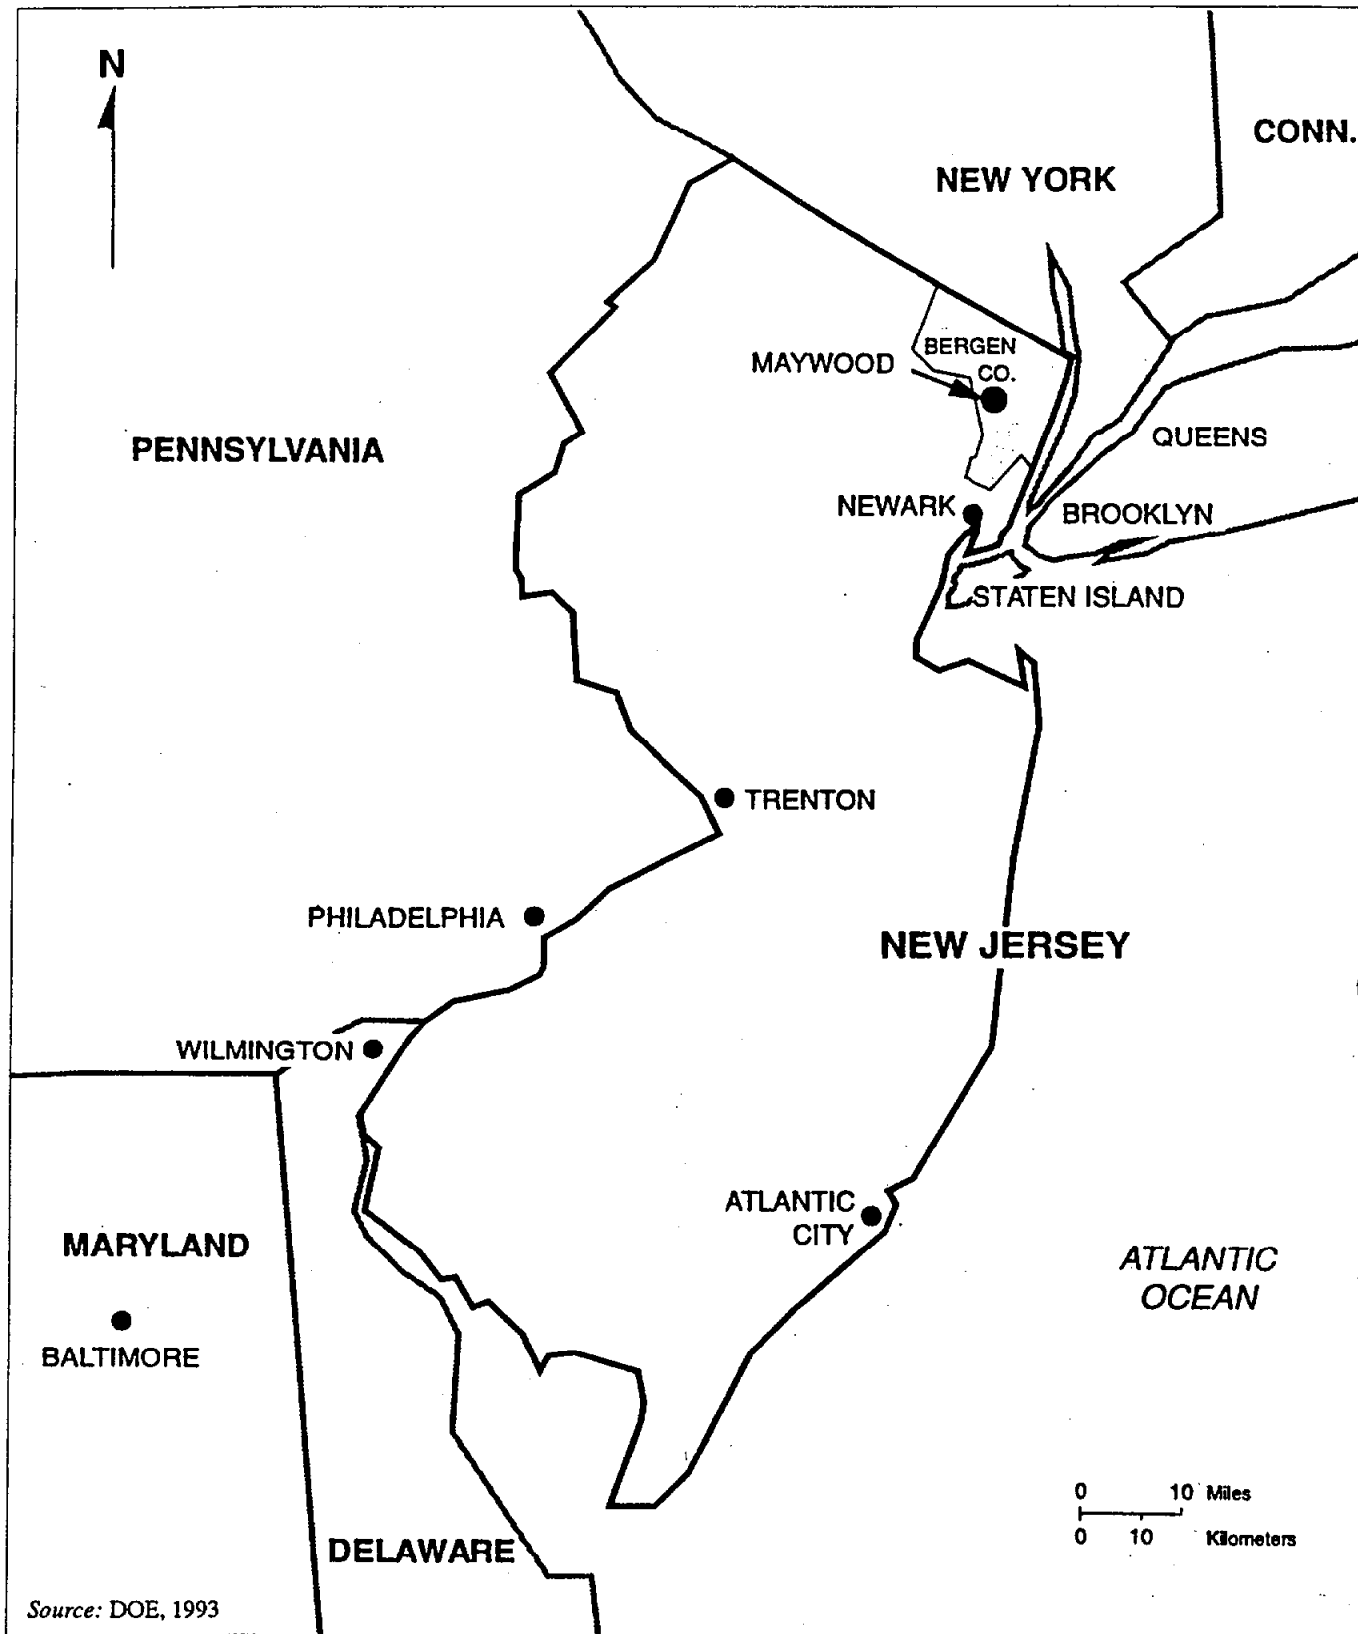 N
CONN.
NEW YORK
BERGEN
CO.
MAYWOOD
PENNSYLVANIA
QUEENS
NEWARK
BROOKLYN
STATEN ISLAND
TRENTON
PHILADELPHIA
NEW JERSEY
WILMINGTON
ATLANTIC
CITY
MARYLAND
ATLANTIC
OCEAN
BALTIMORE
0 10 Miles
0 10 Kilometers
DELAWARE
Source: DOE, 1993